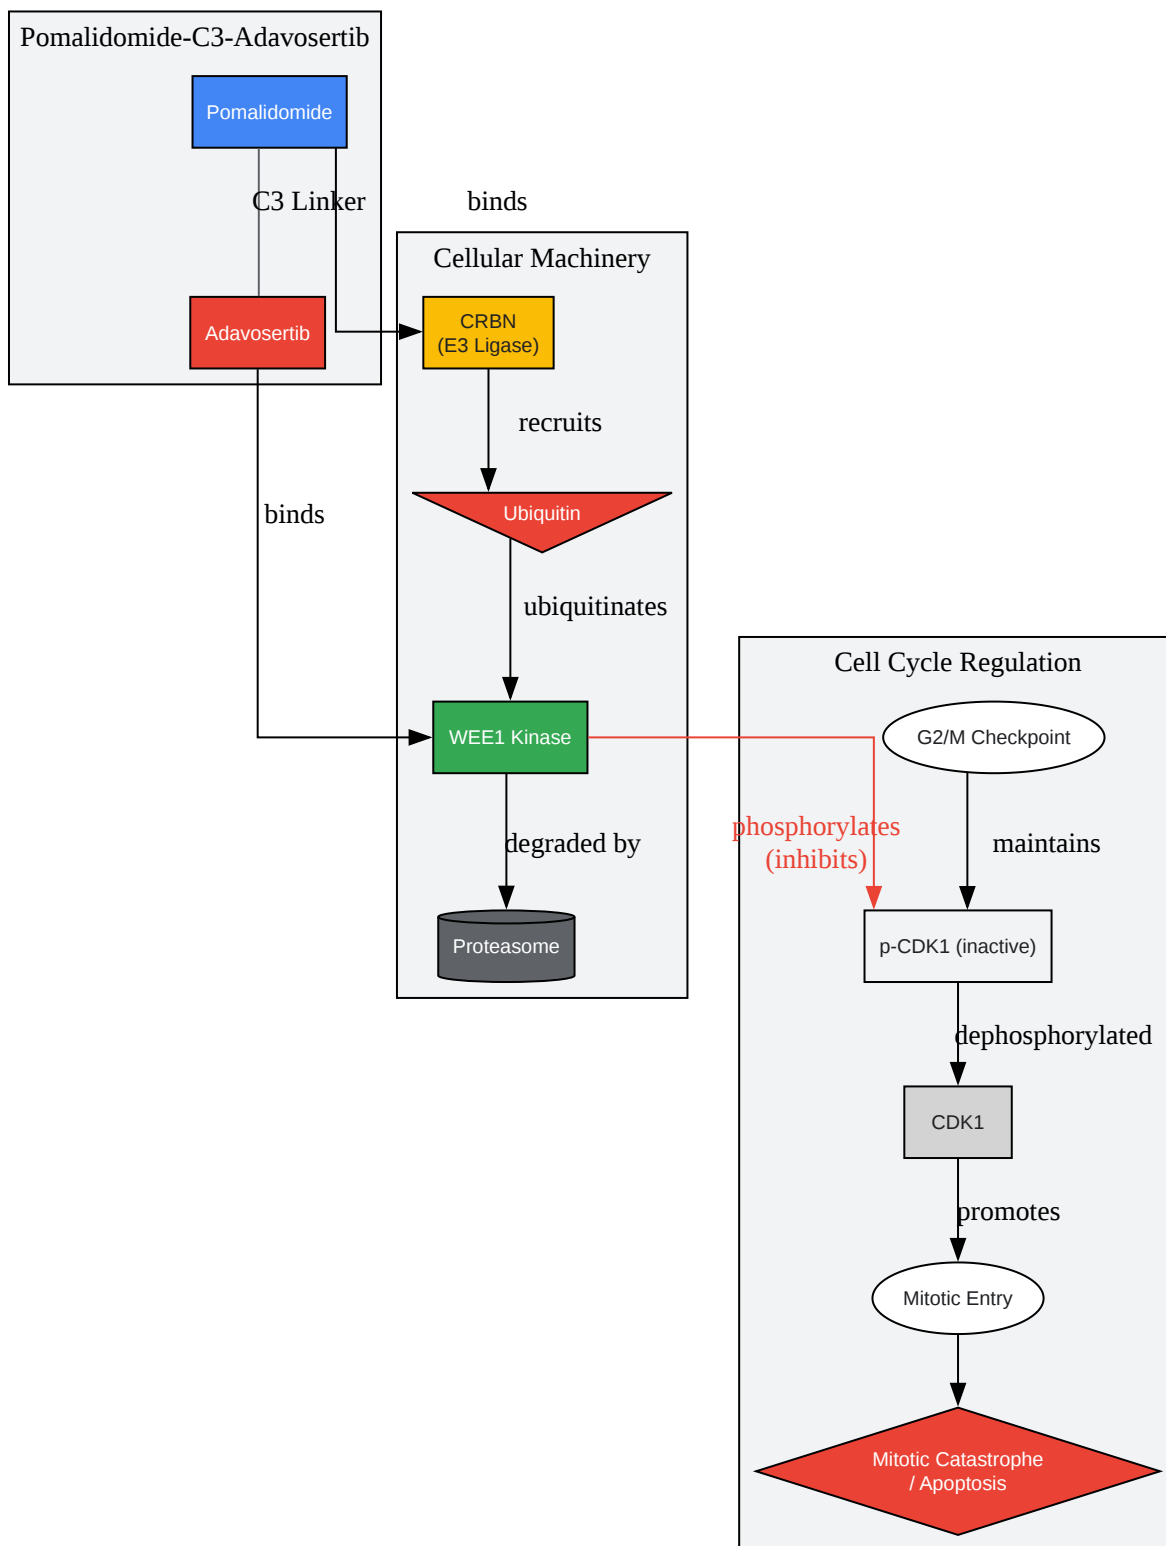 Pomalidomide-C3-Adavosertib
Pomalidomide
C3 Linker
binds
Cellular Machinery
Adavosertib
CRBN
(E3 Ligase)
recruits
Ubiquitin
binds
ubiquitinates
Cell Cycle Regulation
WEE1 Kinase
G2/M Checkpoint
phosphorylates
(inhibits)
degraded by
maintains
Proteasome
p-CDK1 (inactive)
dephosphorylated
CDK1
promotes
Mitotic Entry
Mitotic Catastrophe
/ Apoptosis